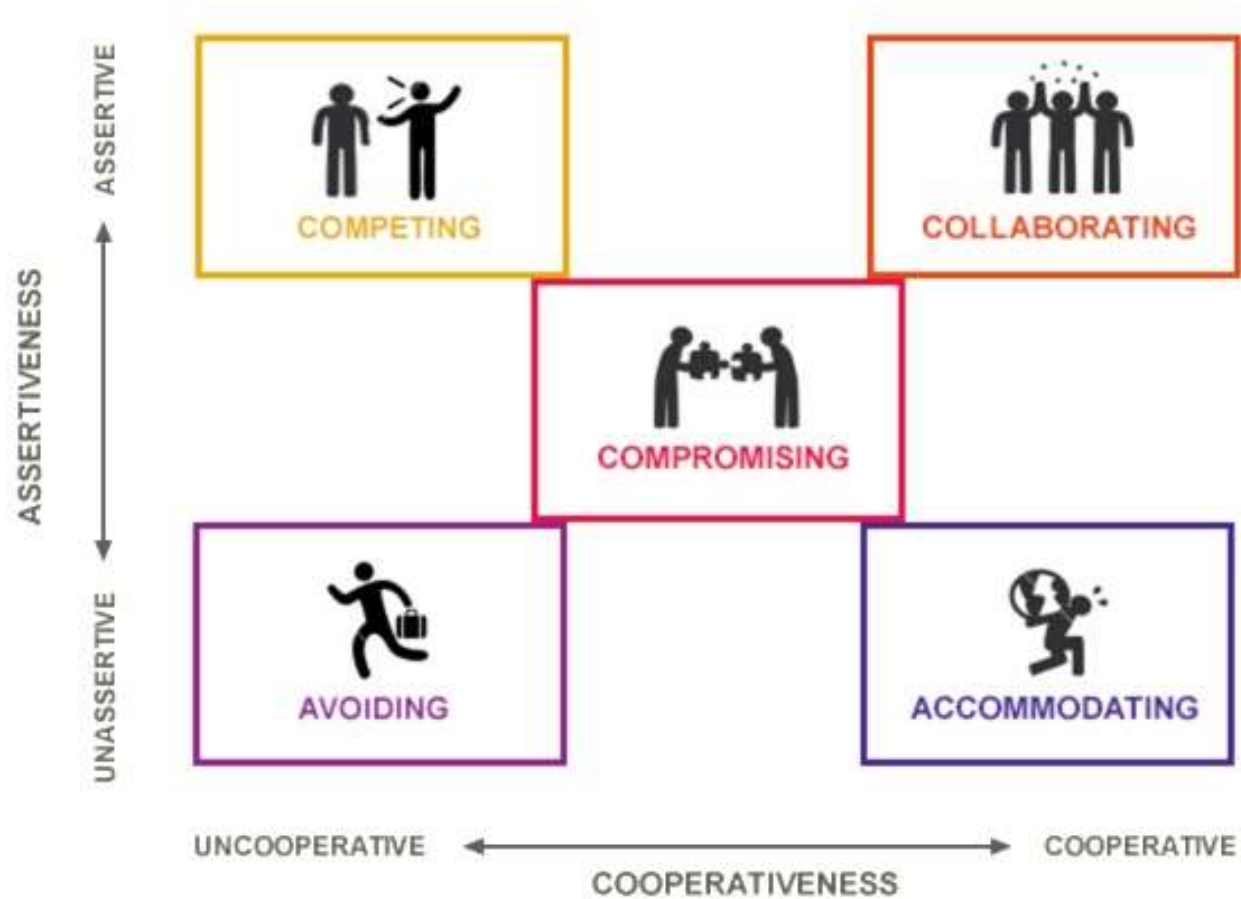 ASSERTIVE
COMPETING
COLLABORATING
ASSERTIVENESS
COMPROMISING
UNASSERTIVE
AVOIDING
ACCOMMODATING
UNCOOPERATIVE
COOPERATIVE
COOPERATIVENESS